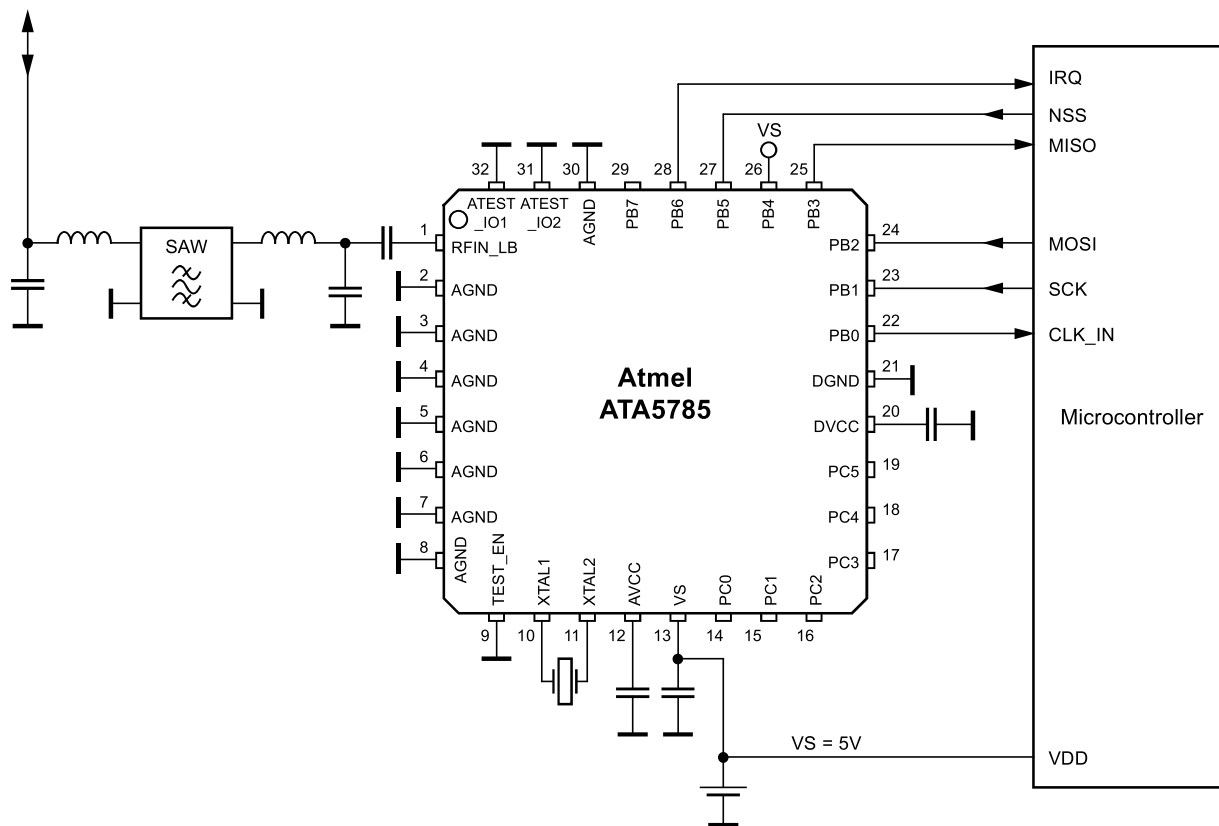 IRQ
NSS
VS
MISO
32
31
30
29
28
27
26
25
ATEST
_IO1
ATEST
_IO2
AGND
PB7
PB6
PB5
PB4
PB3
SAW
1
RFIN_LB
PB2
24
MOSI
2
AGND
PB1
23
SCK
3
AGND
PB0
22
CLK_IN
4
AGND
Atmel
ATA5785
DGND
21
5
AGND
DVCC
20
Microcontroller
6
AGND
PC5
19
7
AGND
PC4
18
8
AGND
PC3
17
TEST_EN
XTAL1
XTAL2
AVCC
VS
PC0
PC1
PC2
9
10
11
12
13
14
15
16
VS = 5V
VDD